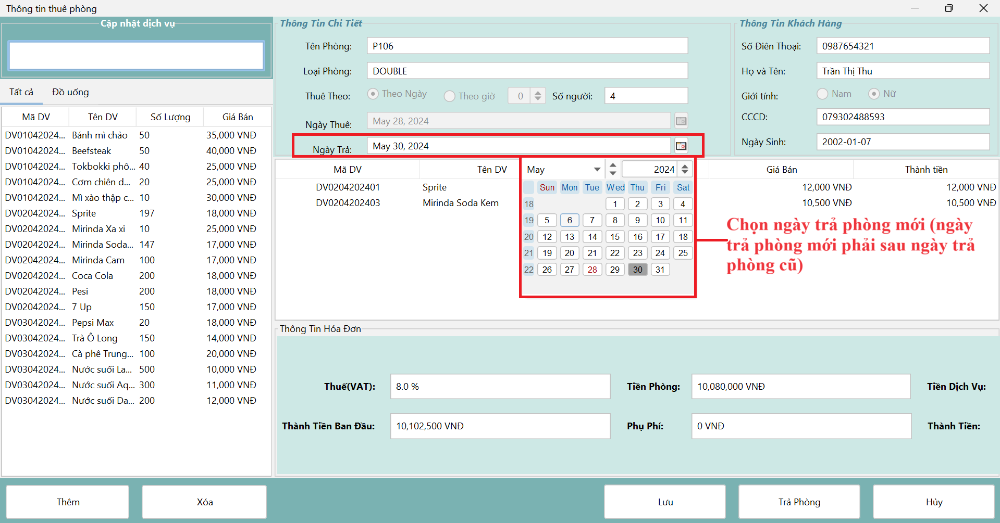 Thông tin thuê phòng
Cập nhật dịch vụ
Tất cả Đồ uống
Mã DV Tên DV Số Lượng Giá Bán
DV01042024... Bánh mì chảo 50 35,000 VNĐ
DV01042024... Beefsteak 50 40,000 VNĐ
DV01042024... Tokbokki phô... 40 25,000 VNĐ
DV01042024... Cơm chiên d... 20 25,000 VNĐ
DV01042024... Mì xào thập c... 10 30,000 VNĐ
DV02042024... Sprite 197 18,000 VNĐ
DV02042024... Mirinda Xa xi 10 25,000 VNĐ
DV02042024... Mirinda Soda... 147 17,000 VNĐ
DV02042024... Mirinda Cam 100 17,000 VNĐ
DV02042024... Coca Cola 200 18,000 VNĐ
DV02042024... Pesi 200 18,000 VNĐ
DV02042024... 7 Up 150 17,000 VNĐ
DV03042024... Pepsi Max 20 18,000 VNĐ
DV03042024... Trà Ô Long 150 14,000 VNĐ
DV03042024... Cà phê Trung... 100 20,000 VNĐ
DV03042024... Nước suối La... 500 10,000 VNĐ
DV03042024... Nước suối Aq... 300 11,000 VNĐ
DV03042024... Nước suối Da... 200 12,000 VNĐ
Thông Tin Chi Tiết
Tên Phòng: P106
Loại Phòng: DOUBLE
Thuê Theo: Theo Ngày Theo giờ 0 Số người: 4
Ngày Thuê: May 28, 2024
Ngày Trả: May 30, 2024
Thông Tin Khách Hàng
Số Điên Thoại: 0987654321
Họ và Tên: Trần Thị Thu
Giới tính: Nam Nữ
CCCD: 079302488593
Ngày Sinh: 2002-01-07
Mã DV Tên DV Giá Bán Thành tiền
DV0204202401 Sprite 12,000 VNĐ 12,000 VNĐ
DV0204202403 Mirinda Soda Kem 10,500 VNĐ 10,500 VNĐ
May 2024
Sun Mon Tue Wed Thu Fri Sat
18 1 2 3 4
19 5 6 7 8 9 10 11
20 12 13 14 15 16 17 18
21 19 20 21 22 23 24 25
22 26 27 28 29 30 31
Chọn ngày trả phòng mới (ngày
trả phòng mới phải sau ngày trả
phòng cũ)
Thông Tin Hóa Đơn
Thuế(VAT): 8.0 % Tiền Phòng: 10,080,000 VNĐ Tiền Dịch Vụ:
Thành Tiền Ban Đầu: 10,102,500 VNĐ Phụ Phí: 0 VNĐ Thành Tiền:
Thêm Xóa Lưu Trả Phòng Hủy